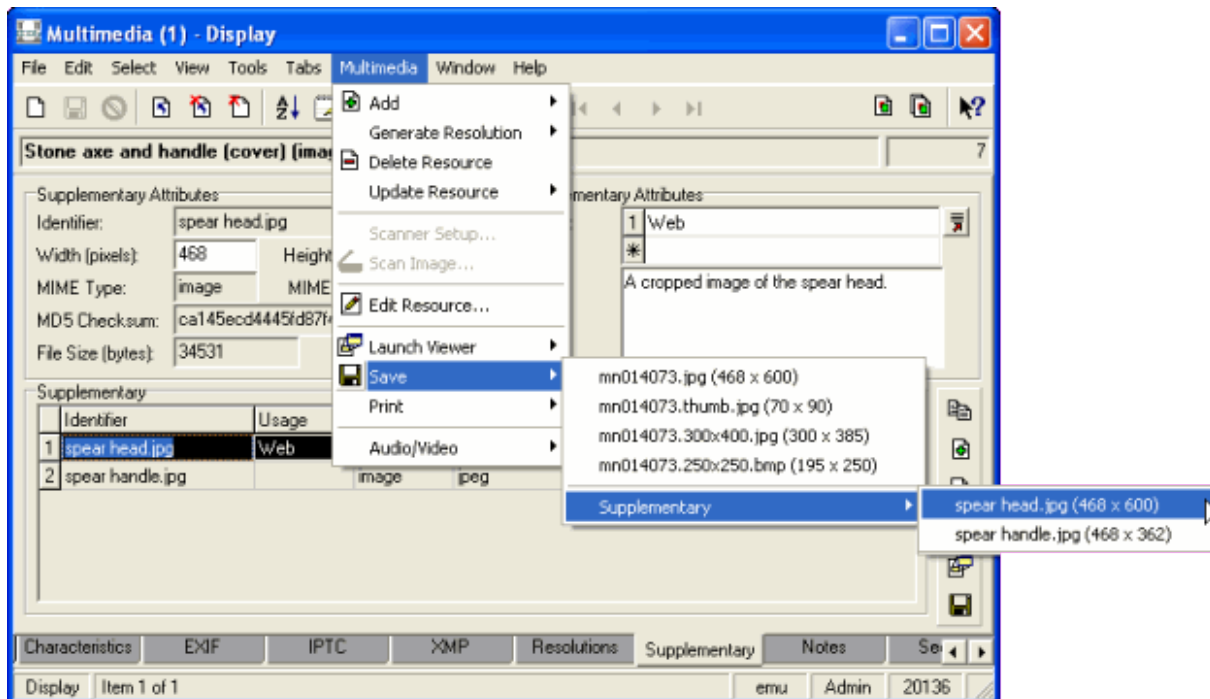 Multimedia (1) - Display
File Edit Select View Tools Tabs Multimedia Window Help
Stone axe and handle (cover) (ima 7
Add
Generate Resolution
Delete Resource
Update Resource
Scanner Setup...
Scan Image...
Edit Resource...
Launch Viewer
Save
Print
Audio/Video
mn014073.jpg (468 x 600)
mn014073.thumb.jpg (70 x 90)
mn014073.300x400.jpg (300 x 385)
mn014073.250x250.bmp (195 x 250)
Supplementary
spear head.jpg (468 x 600)
spear handle.jpg (468 x 362)
Supplementary Attributes
Identifier: spear head.jpg
Width (pixels): 468 Height
MIME Type: image MIME
MD5 Checksum: ca145ecd4445fd87f
File Size (bytes): 34531
mentary Attributes
1 Web
A cropped image of the spear head.
Supplementary
Identifier Usage
1 spear head.jpg Web
2 spear handle.jpg image jpeg
Characteristics EXIF IPTC XMP Resolutions Supplementary Notes Se
Display Item 1 of 1 emu Admin 20136